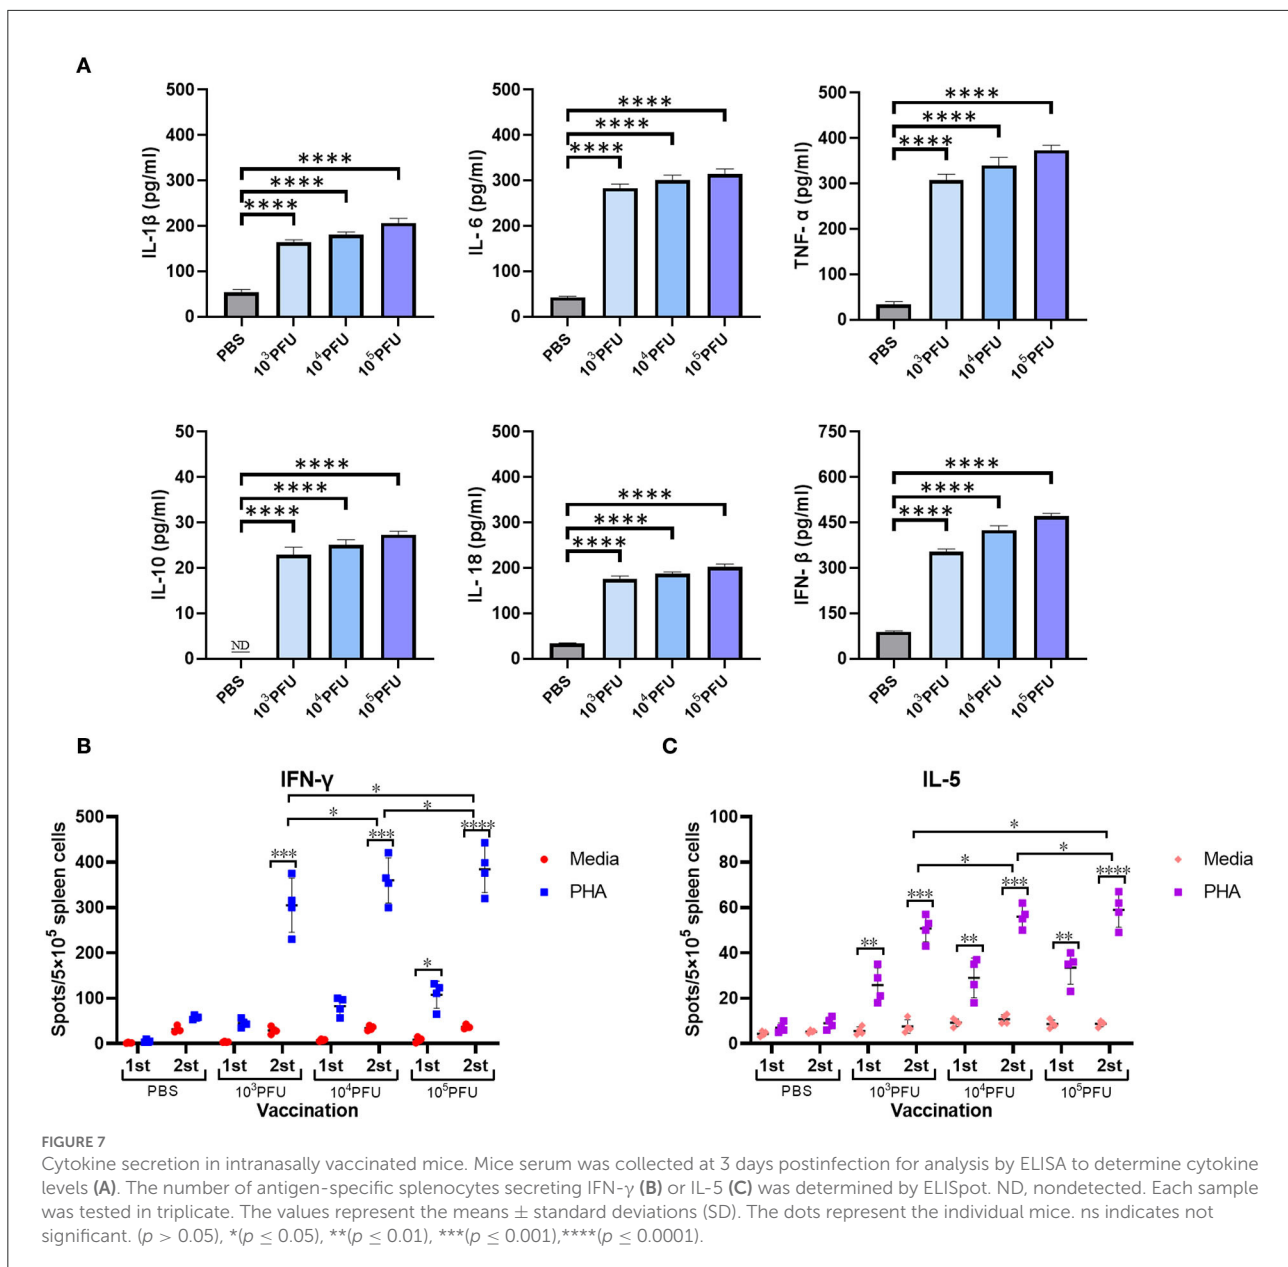 A
500
400
300
200
100
0
IL-1β (pg/ml)
****
****
****
PBS
10³PFU
10⁴PFU
10⁵PFU
500
400
300
200
100
0
IL- 6 (pg/ml)
****
****
****
PBS
10³PFU
10⁴PFU
10⁵PFU
500
400
300
200
100
0
TNF- α (pg/ml)
****
****
****
PBS
10³PFU
10⁴PFU
10⁵PFU
50
40
30
20
10
0
IL-10 (pg/ml)
****
****
****
ND
PBS
10³PFU
10⁴PFU
10⁵PFU
500
400
300
200
100
0
IL- 18 (pg/ml)
****
****
****
PBS
10³PFU
10⁴PFU
10⁵PFU
750
600
450
300
150
0
IFN- β (pg/ml)
****
****
****
PBS
10³PFU
10⁴PFU
10⁵PFU
B
IFN-γ
500
400
300
200
100
0
Spots/5×10⁵ spleen cells
*
*
*
***
***
****
*
Media
PHA
1st 2st 1st 2st 1st 2st 1st 2st
PBS 10³PFU 10⁴PFU 10⁵PFU
Vaccination
C
IL-5
100
80
60
40
20
0
Spots/5×10⁵ spleen cells
*
*
*
**
***
**
***
**
****
Media
PHA
1st 2st 1st 2st 1st 2st 1st 2st
PBS 10³PFU 10⁴PFU 10⁵PFU
Vaccination
FIGURE 7
Cytokine secretion in intranasally vaccinated mice. Mice serum was collected at 3 days postinfection for analysis by ELISA to determine cytokine
levels (A). The number of antigen-specific splenocytes secreting IFN-γ (B) or IL-5 (C) was determined by ELISpot. ND, nondetected. Each sample
was tested in triplicate. The values represent the means ± standard deviations (SD). The dots represent the individual mice. ns indicates not
significant. (p > 0.05), *(p ≤ 0.05), **(p ≤ 0.01), ***(p ≤ 0.001),****(p ≤ 0.0001).